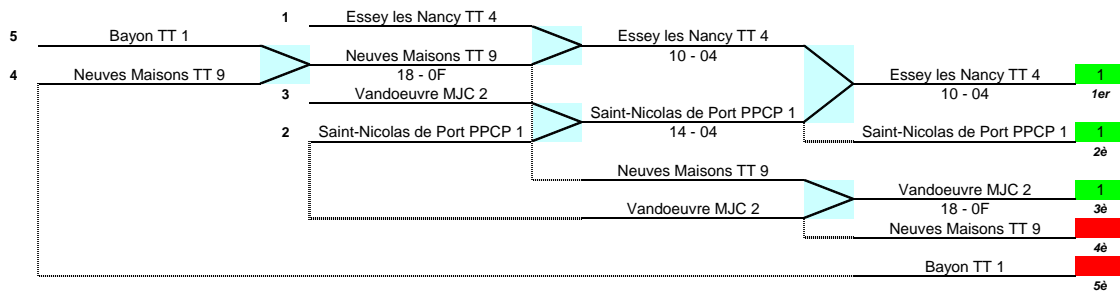 1 Essey les Nancy TT 4
5 Bayon TT 1 Essey les Nancy TT 4
Neuves Maisons TT 9 10 - 04
4 Neuves Maisons TT 9 18 - 0F Essey les Nancy TT 4 1
3 Vandoeuvre MJC 2 10 - 04 1er
Saint-Nicolas de Port PPCP 1
2 Saint-Nicolas de Port PPCP 1 14 - 04 Saint-Nicolas de Port PPCP 1 1
2è
Neuves Maisons TT 9
Vandoeuvre MJC 2 1
Vandoeuvre MJC 2 18 - 0F 3è
Neuves Maisons TT 9
4è
Bayon TT 1
5è